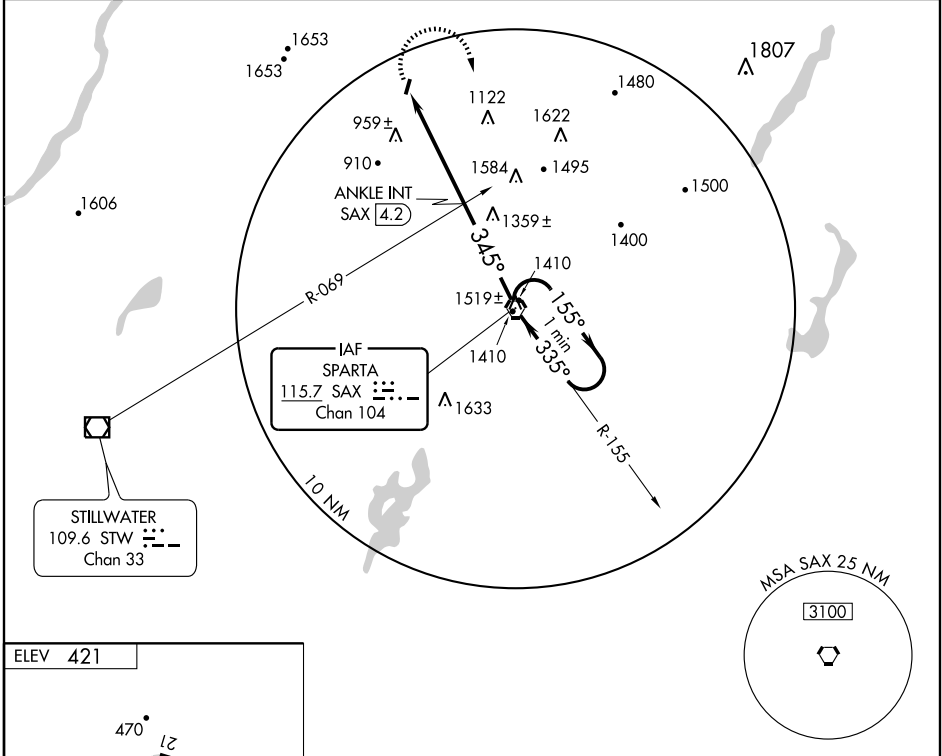 1653
1653
1807
1480
1122
1622
959±
910
1584
1495
ANKLE INT
SAX 4.2
1500
1606
1359±
1400
345°
R-069
1410
1519±
155°
1 min
335°
1410
IAF
SPARTA
115.7 SAX
Chan 104
1633
R-155
10 NM
STILLWATER
109.6 STW
Chan 33
MSA SAX 25 NM
3100
ELEV 421
470
21